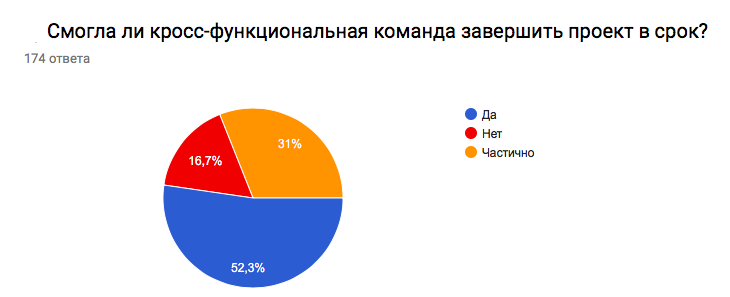 Смогла ли кросс-функциональная команда завершить проект в срок?
174 ответа
31%
16,7%
52,3%
Да
Нет
Частично